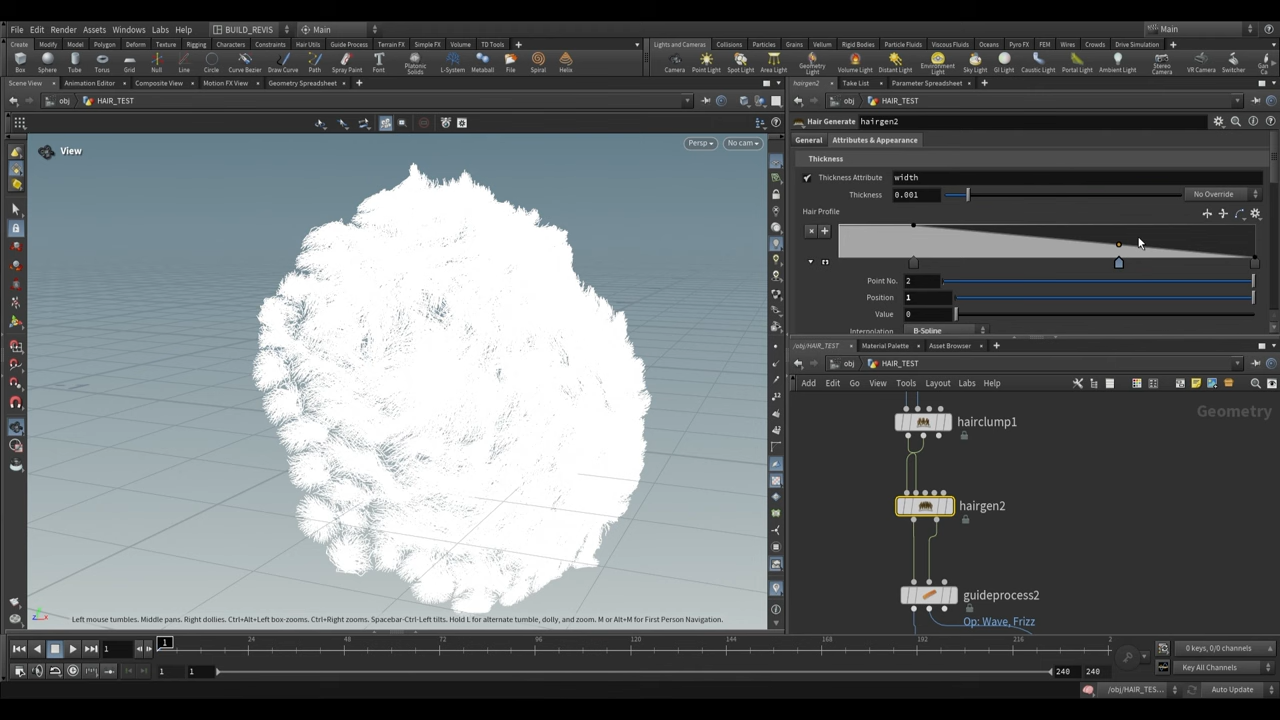 File Edit Render Assets Windows Labs Help BUILD_REVIS Main Main
Create Modify Model Polygon Deform Texture Rigging Characters Constraints Hair Utils Guide Process Terrain FX Simple FX Volume TD Tools
Lights and Cameras Collisions Particles Grains Vellum Rigid Bodies Particle Fluids Viscous Fluids Oceans Pyro FX FEM Wires Crowds Drive Simulation
Box Sphere Tube Torus Grid Null Line Circle Curve Bezier Draw Curve Path Spray Paint Font Platonic Solids L-System Metaball File Spiral Helix
Camera Point Light Spot Light Area Light Geometry Light Volume Light Distant Light Environment Light Sky Light GI Light Caustic Light Portal Light Ambient Light Stereo Camera VR Camera Switcher
Scene View Animation Editor Composite View Motion FX View Geometry Spreadsheet
hairgen2 Take List Parameter Spreadsheet
obj HAIR_TEST
obj HAIR_TEST
Hair Generate hairgen2
View
Persp No cam
General Attributes & Appearance
Thickness
Thickness Attribute width
Thickness 0.001 No Override
Hair Profile
Point No. 2
Position 1
Value 0
Interpolation B-Spline
/obj/HAIR_TEST Material Palette Asset Browser
obj HAIR_TEST
Add Edit Go View Tools Layout Labs Help
Geometry
hairclump1
hairgen2
guideprocess2
Op: Wave, Frizz
Left mouse tumbles. Middle pans. Right dollies. Ctrl+Alt+Left box-zooms. Ctrl+Right zooms. Spacebar-Ctrl-Left tilts. Hold L for alternate tumble, dolly, and zoom. M or Alt+M for First Person Navigation.
1 1 24 48 72 96 120 144 168 192 216 2
0 keys, 0/0 channels
1 1 240 240
Key All Channels
/obj/HAIR_TES... Auto Update